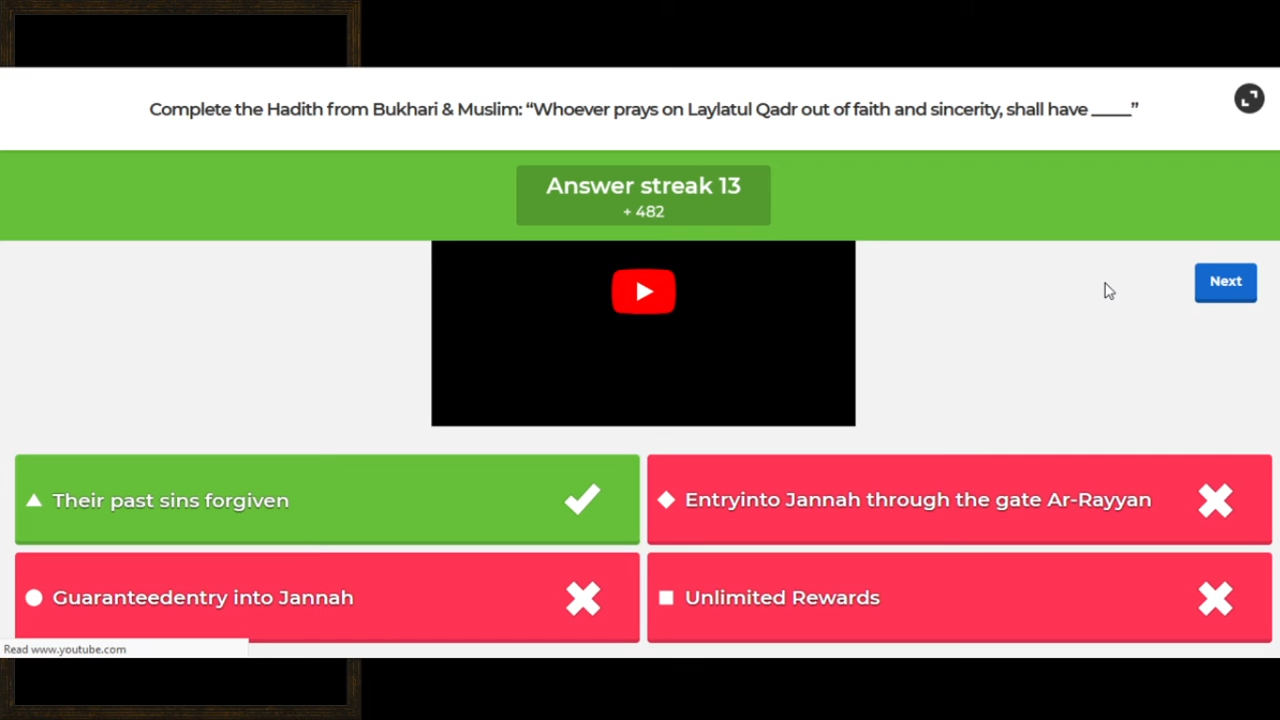 Complete the Hadith from Bukhari & Muslim: “Whoever prays on Laylatul Qadr out of faith and sincerity, shall have _____”
Answer streak 13
+ 482
Next
Their past sins forgiven
Entryinto Jannah through the gate Ar-Rayyan
Guaranteedentry into Jannah
Unlimited Rewards
Read www.youtube.com